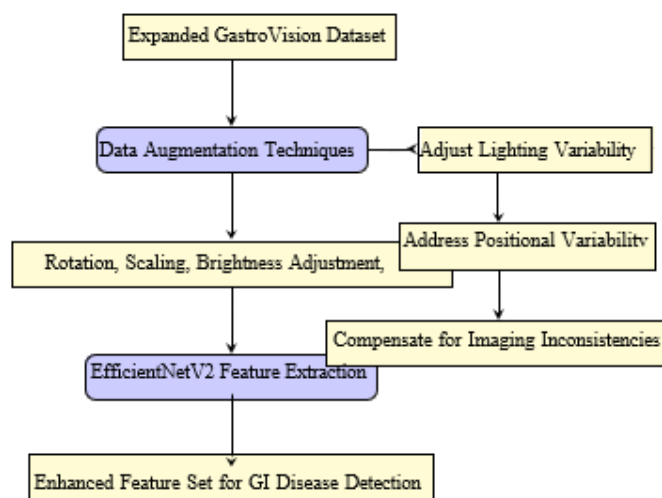 Expanded GastroVision Dataset
Data Augmentation Techniques
Adjust Lighting Variability
Address Positional Variability
Rotation, Scaling, Brightness Adjustment,
Compensate for Imaging Inconsistencies
EfficientNetV2 Feature Extraction
Enhanced Feature Set for GI Disease Detection